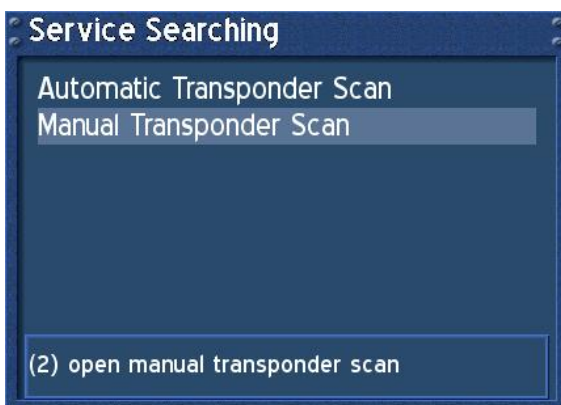 Service Searching
Automatic Transponder Scan
Manual Transponder Scan
(2) open manual transponder scan